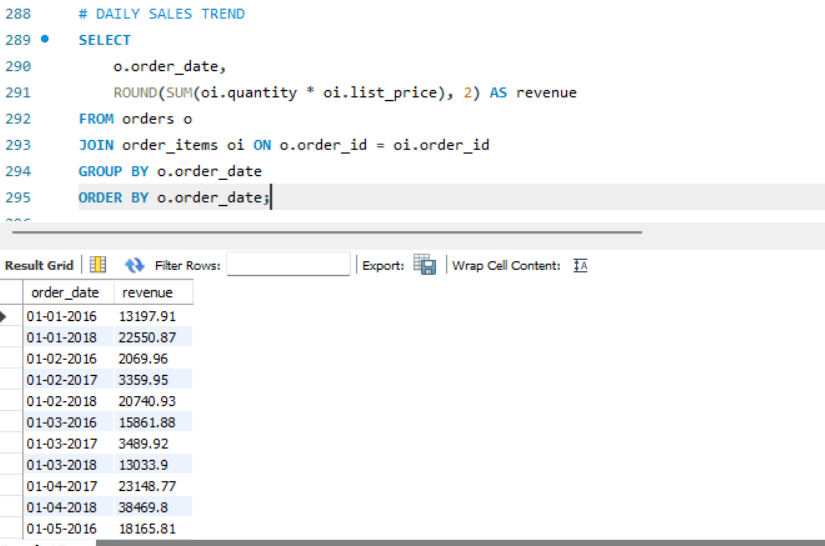 288 # DAILY SALES TREND
289 SELECT
290 o.order_date,
291 ROUND(SUM(oi.quantity * oi.list_price), 2) AS revenue
292 FROM orders o
293 JOIN order_items oi ON o.order_id = oi.order_id
294 GROUP BY o.order_date
295 ORDER BY o.order_date;
Result Grid Filter Rows: Export: Wrap Cell Content:
order_date revenue
01-01-2016 13197.91
01-01-2018 22550.87
01-02-2016 2069.96
01-02-2017 3359.95
01-02-2018 20740.93
01-03-2016 15861.88
01-03-2017 3489.92
01-03-2018 13033.9
01-04-2017 23148.77
01-04-2018 38469.8
01-05-2016 18165.81